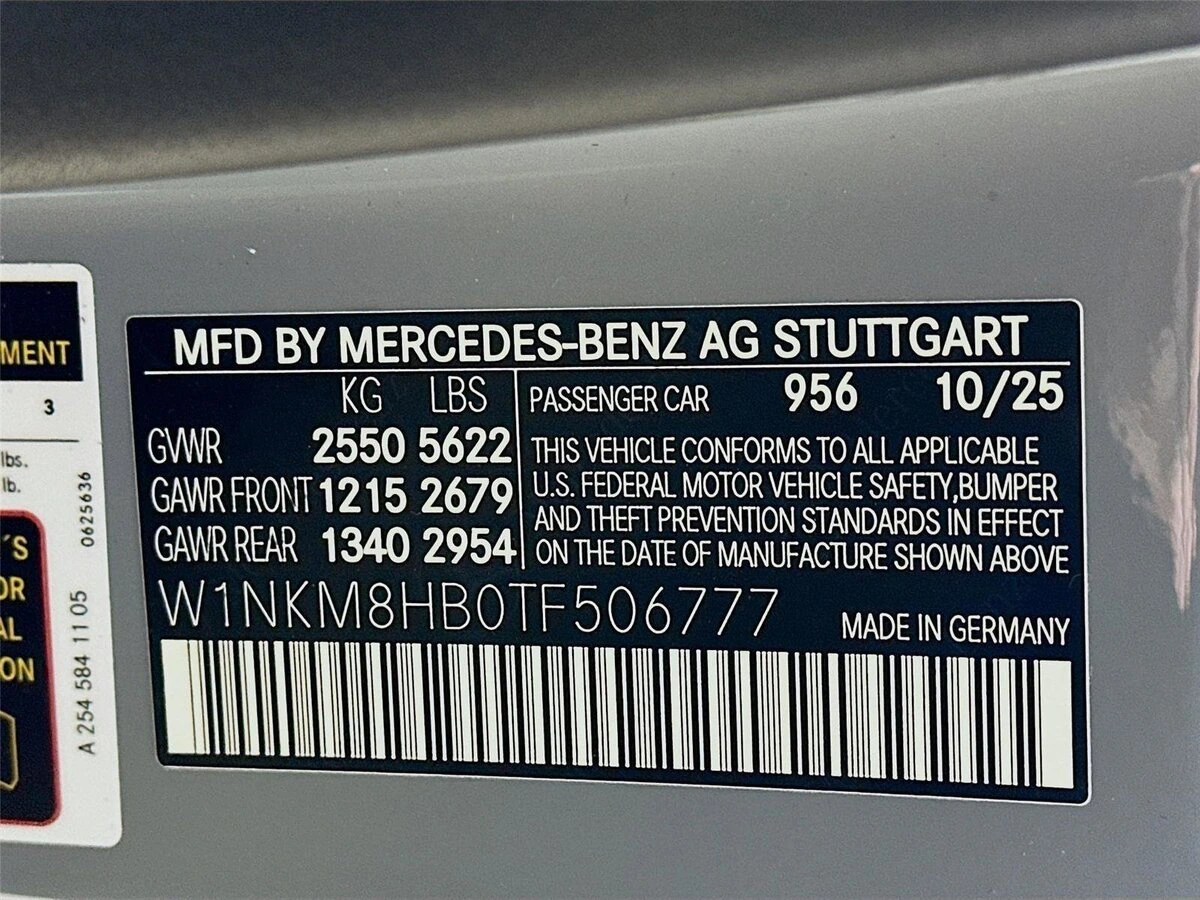 MENT
3
lbs.
lb.
´S
OR
AL
ON
0625636
A 254 584 11 05
MFD BY MERCEDES-BENZ AG STUTTGART
KG LBS
GVWR 2550 5622
GAWR FRONT 1215 2679
GAWR REAR 1340 2954
PASSENGER CAR 956 10/25
THIS VEHICLE CONFORMS TO ALL APPLICABLE
U.S. FEDERAL MOTOR VEHICLE SAFETY,BUMPER
AND THEFT PREVENTION STANDARDS IN EFFECT
ON THE DATE OF MANUFACTURE SHOWN ABOVE
W1NKM8HB0TF506777
MADE IN GERMANY